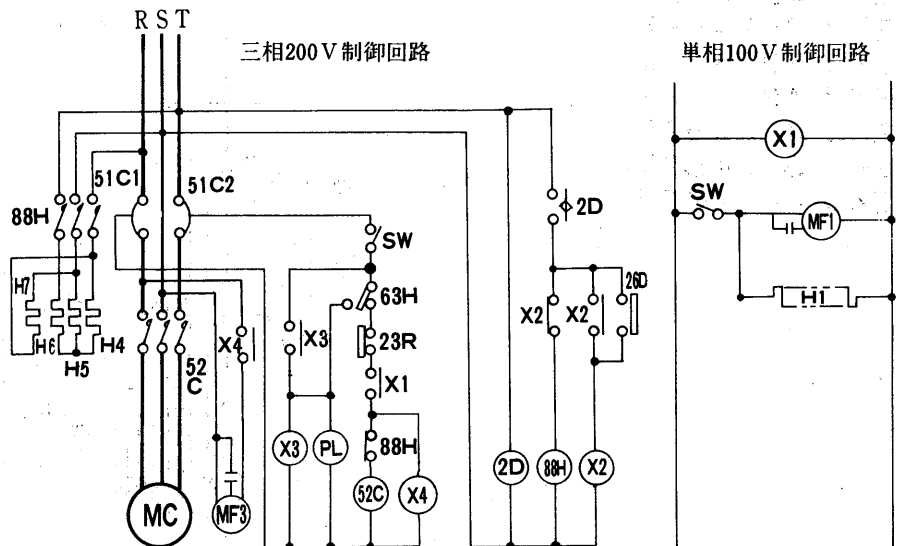 R S T
三相200V制御回路
単相100V制御回路
X1
51C1
51C2
88H
2D
SW
SW
MF1
63H
H7
26D
X2
X2
H1
X4
X3
23R
H6
H4
H5
52C
X1
88H
X3
PL
2D
88H
X2
52C
X4
MC
MF3